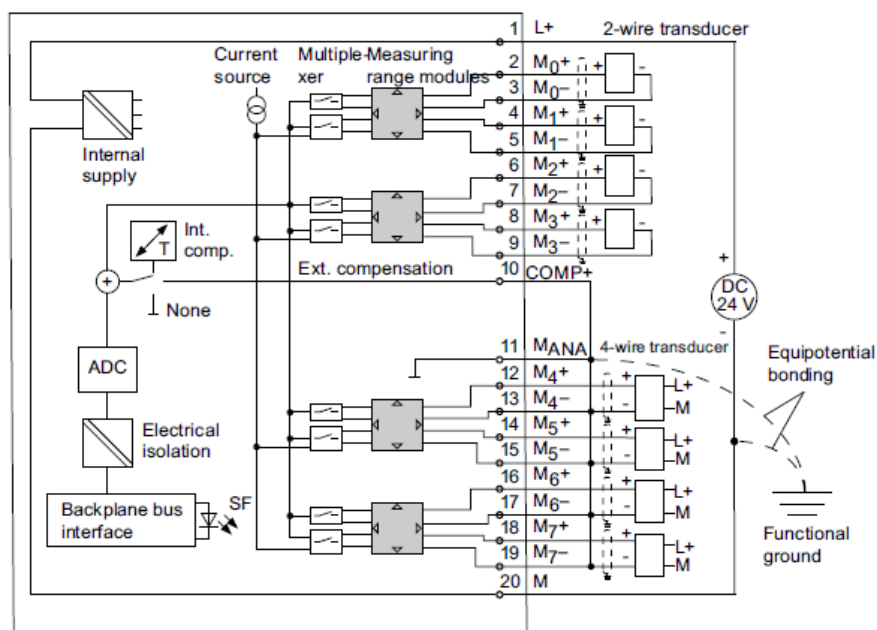 1 L+ 2-wire transducer
Current source
Multiple-xer
Measuring range modules
2 M0+ + -
3 M0-
4 M1+ + -
5 M1-
6 M2+ + -
7 M2-
8 M3+ + -
9 M3-
Internal supply
T
Int. comp.
10 COMP+
Ext. compensation
+
None
+
DC 24 V
-
11 MANA 4-wire transducer
Equipotential bonding
ADC
12 M4+ + L+
13 M4- - M
14 M5+ + L+
15 M5- - M
Electrical isolation
16 M6+ + L+
17 M6- - M
18 M7+ + L+
19 M7- - M
Backplane bus interface
SF
Functional ground
20 M